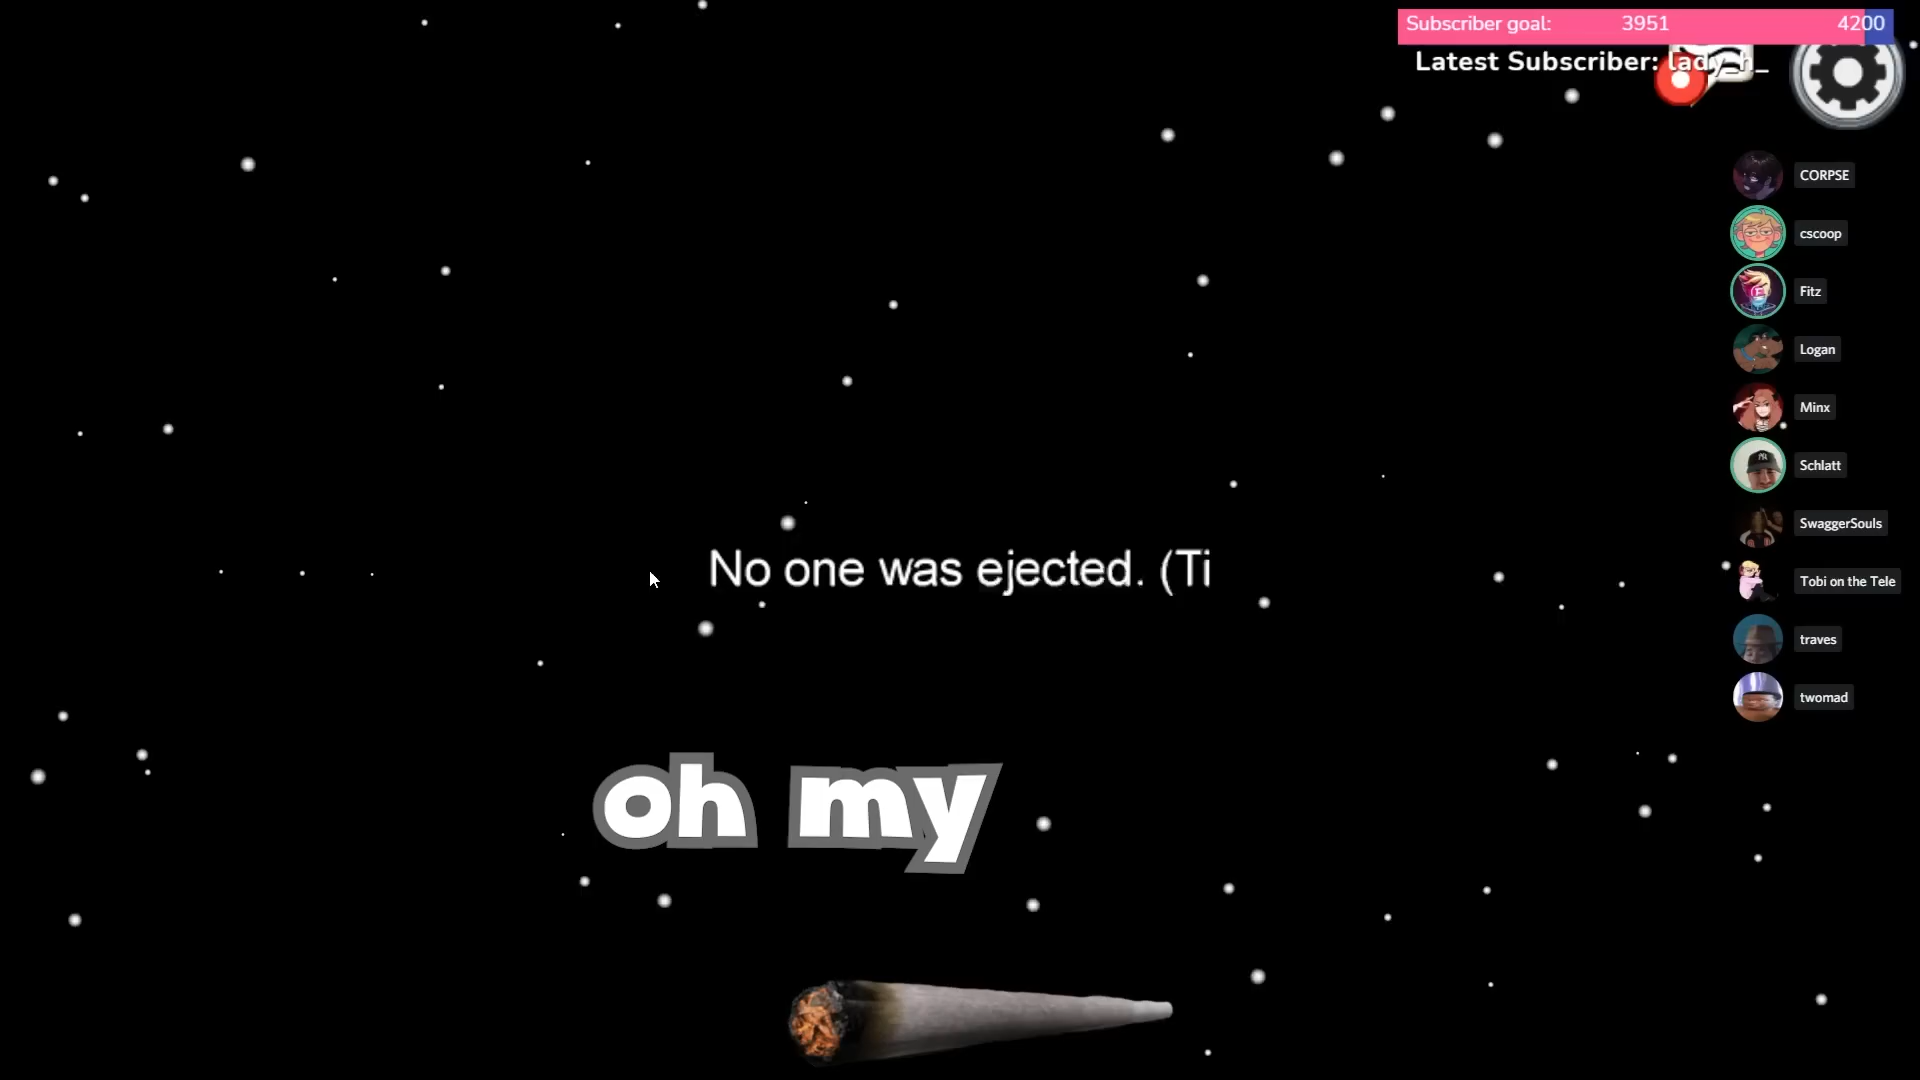 Subscriber goal: 3951 4200
Latest Subscriber: lady_h_
CORPSE
cscoop
Fitz
Logan
Minx
Schlatt
SwaggerSouls
No one was ejected. (Ti
Tobi on the Tele
traves
twomad
oh my